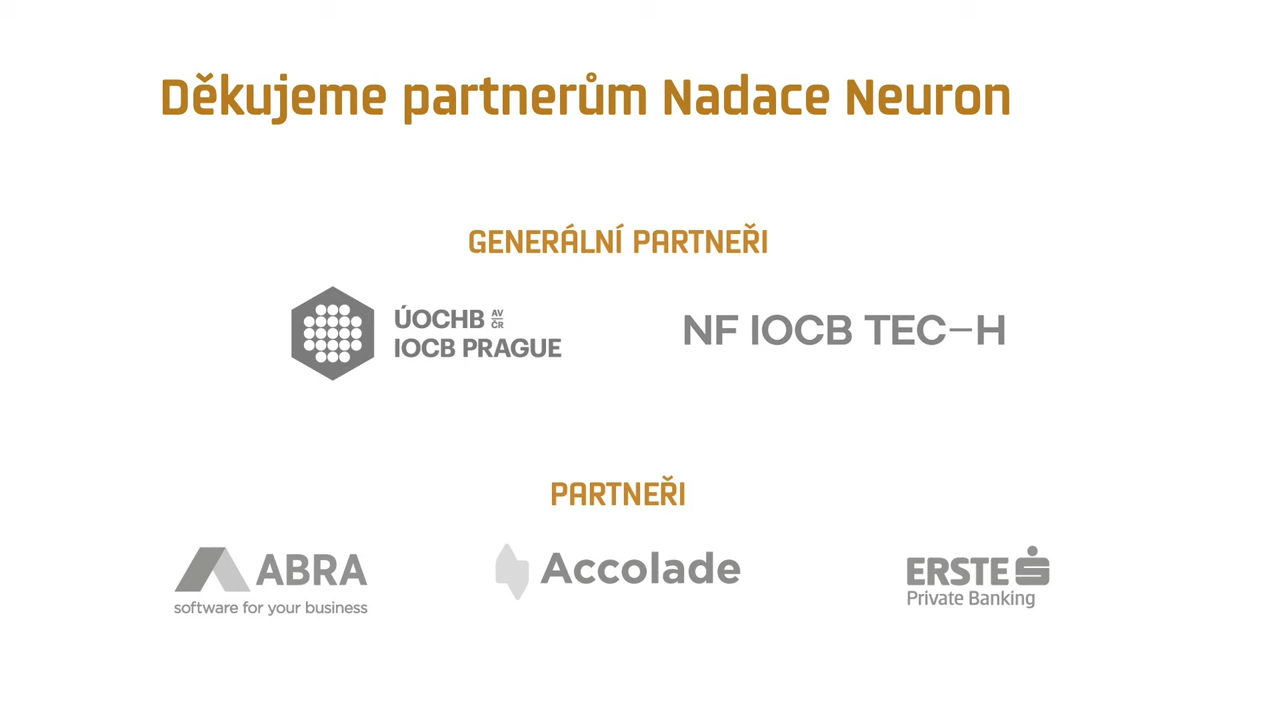 Děkujeme partnerům Nadace Neuron
GENERÁLNÍ PARTNEŘI
ÚOCHB AV ČR
IOCB PRAGUE
NF IOCB TEC–H
PARTNEŘI
ABRA
software for your business
Accolade
ERSTE
Private Banking